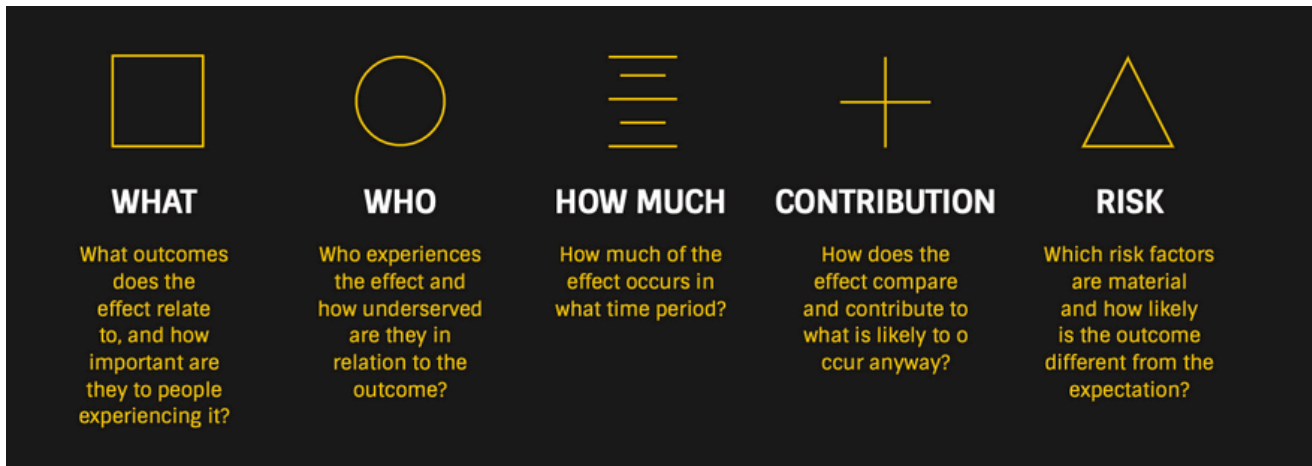 WHAT
What outcomes
does the
effect relate
to, and how
important are
they to people
experiencing it?
WHO
Who experiences
the effect and
how underserved
are they in
relation to the
outcome?
HOW MUCH
How much of the
effect occurs in
what time period?
CONTRIBUTION
How does the
effect compare
and contribute to
what is likely to o
ccur anyway?
RISK
Which risk factors
are material
and how likely
is the outcome
different from the
expectation?